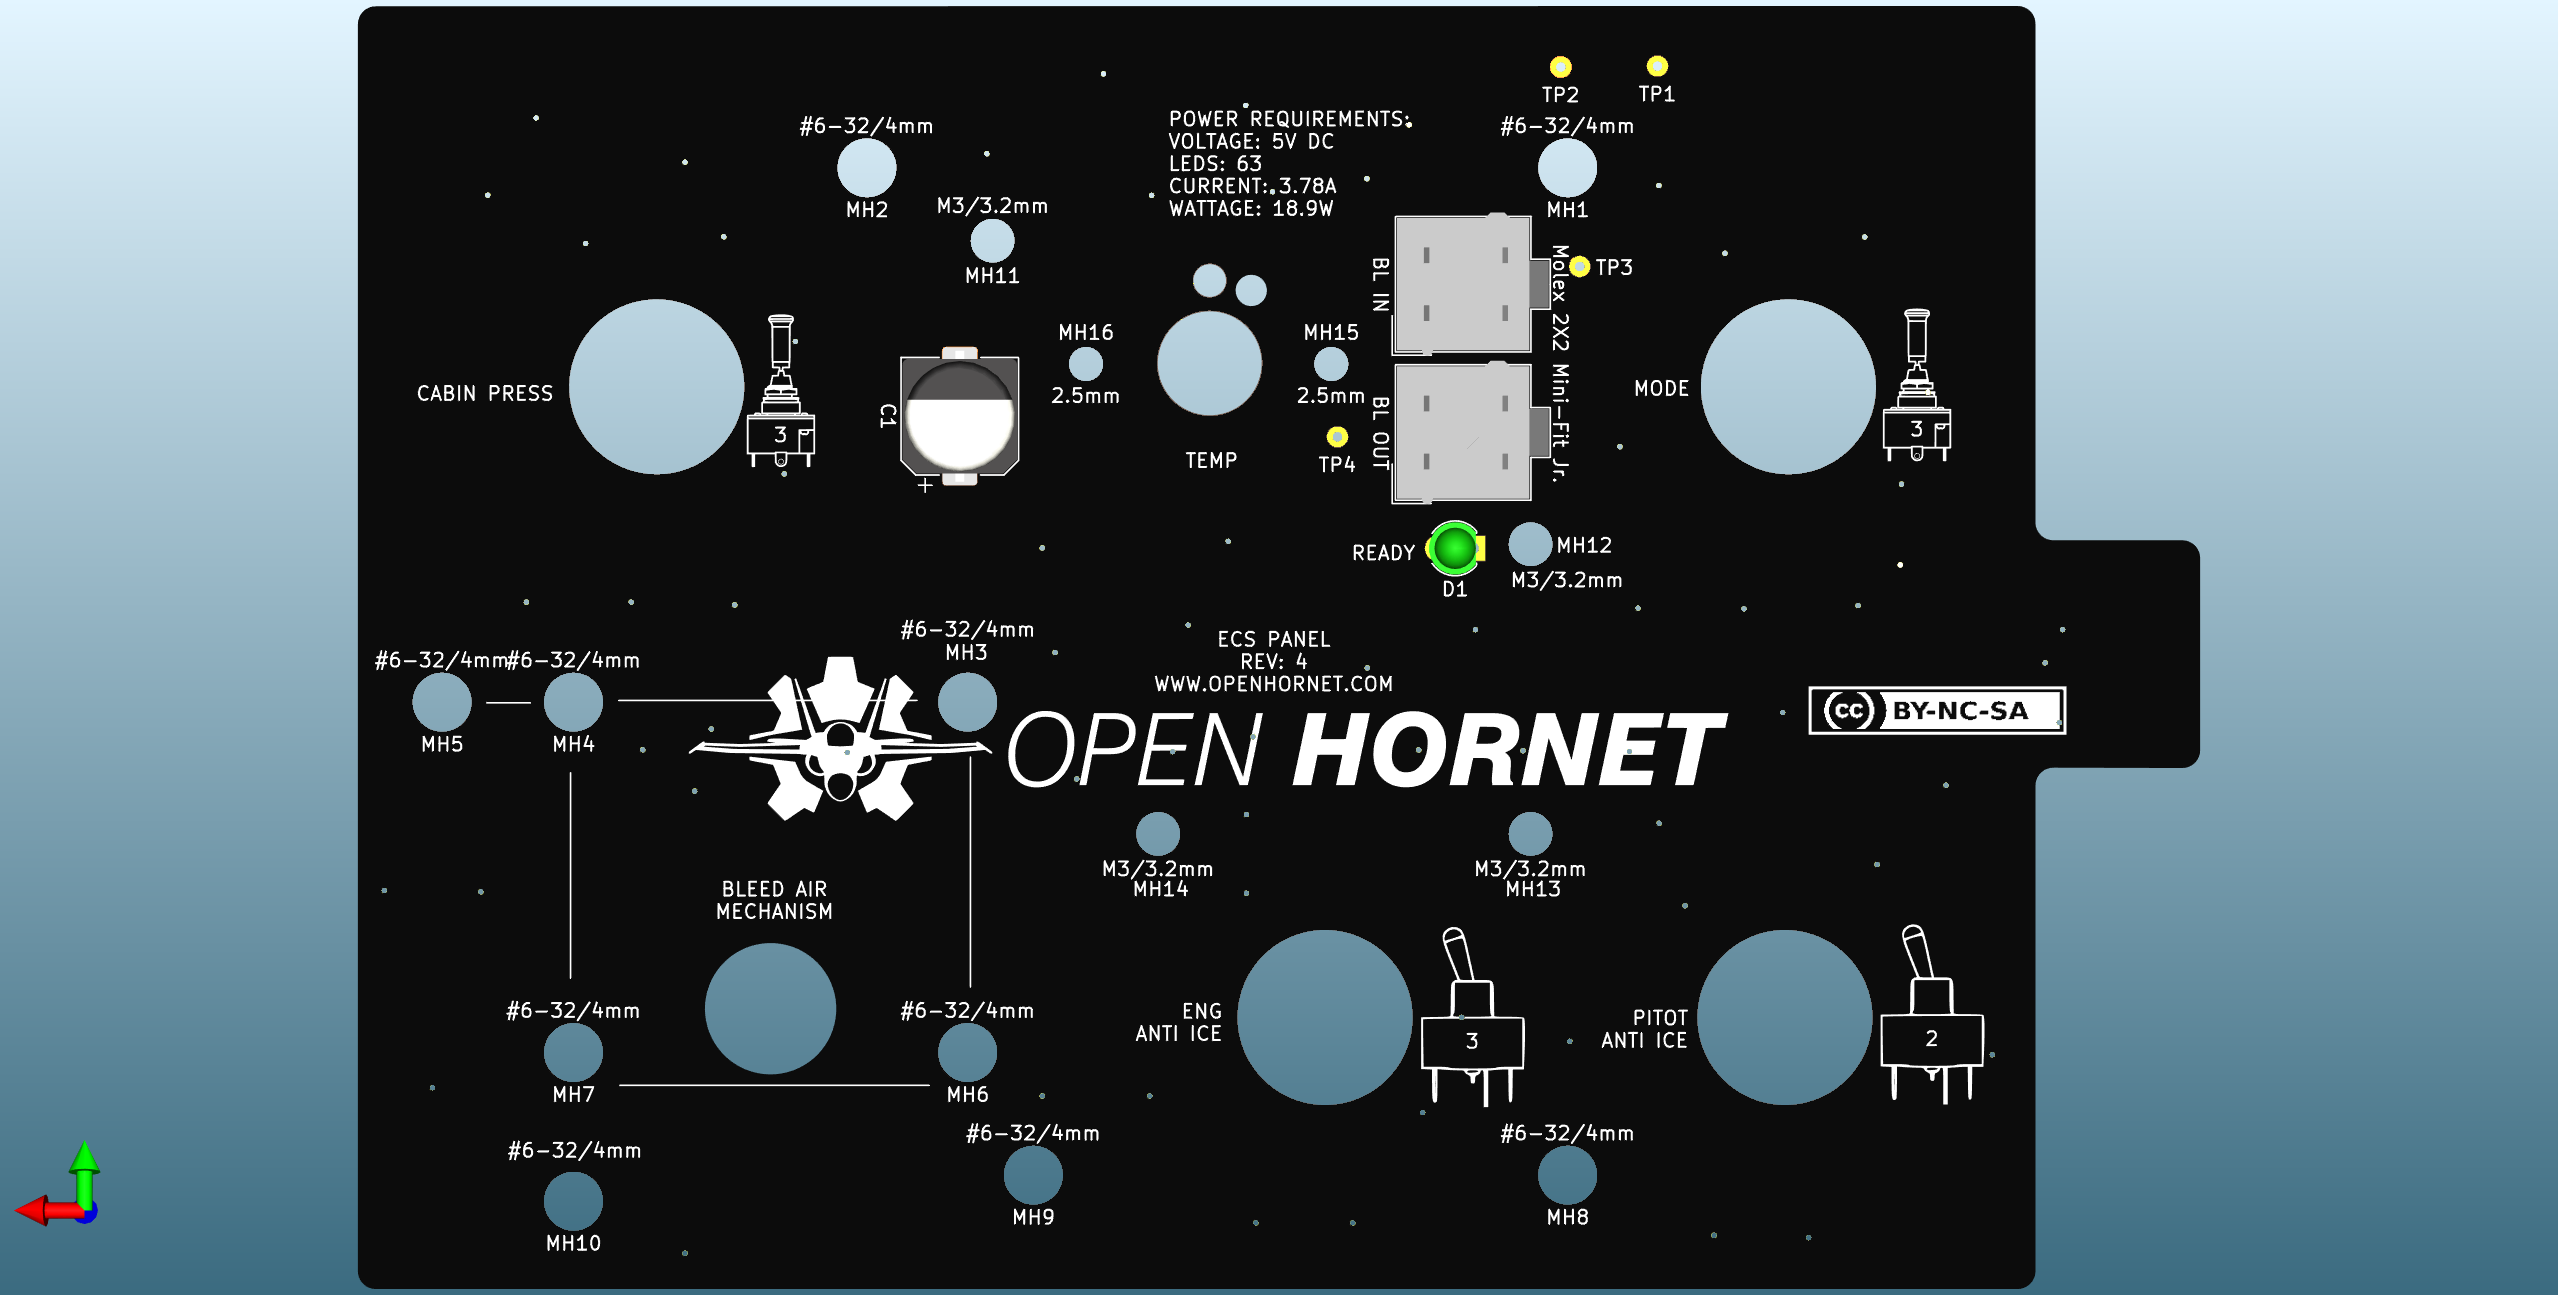 TP2
TP1
#6-32/4mm
#6-32/4mm
POWER REQUIREMENTS:
VOLTAGE: 5V DC
LEDS: 63
CURRENT: 3.78A
WATTAGE: 18.9W
MH2
MH1
M3/3.2mm
MH11
BL IN
Molex 2X2 Mini-Fit Jr.
TP3
MH16
2.5mm
MH15
2.5mm
CABIN PRESS
3
C1
+
TEMP
TP4
BL OUT
MODE
3
READY
D1
MH12
M3/3.2mm
#6-32/4mm
MH3
#6-32/4mm
#6-32/4mm
MH5
MH4
ECS PANEL
REV: 4
WWW.OPENHORNET.COM
OPEN HORNET
cc BY-NC-SA
M3/3.2mm
MH14
M3/3.2mm
MH13
BLEED AIR
MECHANISM
#6-32/4mm
MH7
#6-32/4mm
MH6
ENG
ANTI ICE
3
PITOT
ANTI ICE
2
#6-32/4mm
MH10
#6-32/4mm
MH9
#6-32/4mm
MH8